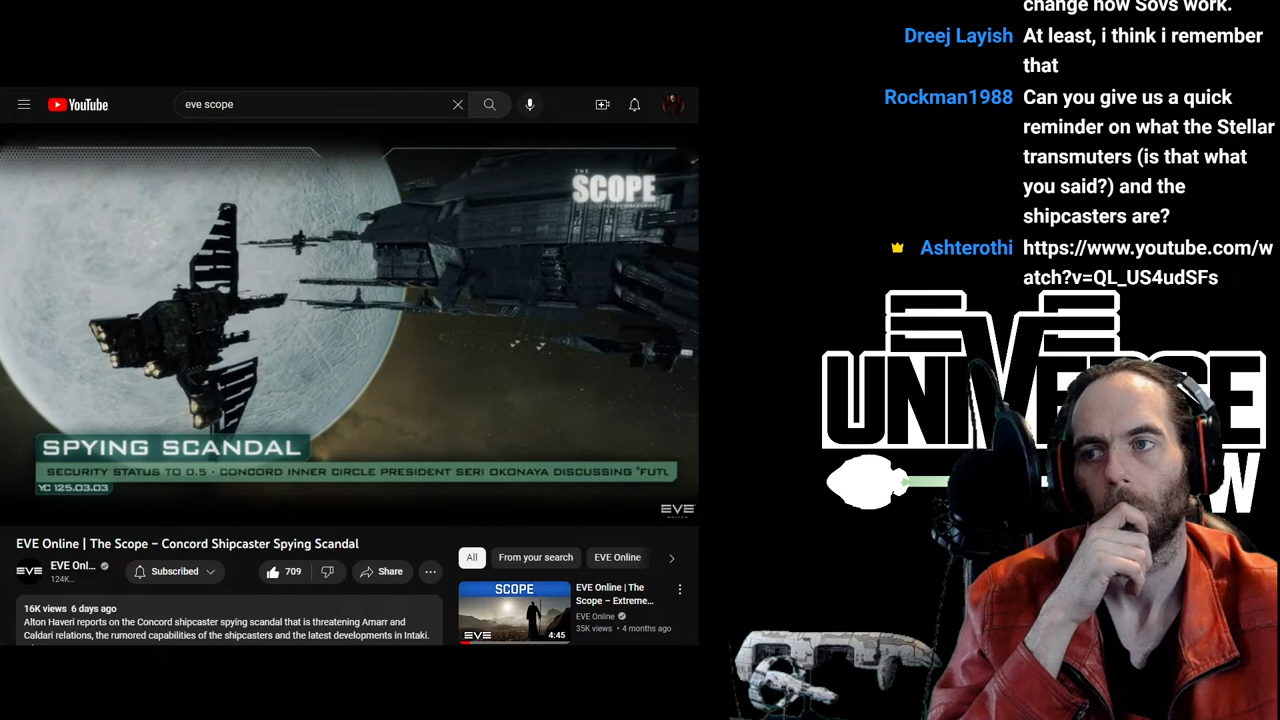 change how Sovs work.
Dreej Layish At least, i think i remember
that
Rockman1988 Can you give us a quick
reminder on what the Stellar
transmuters (is that what
you said?) and the
shipcasters are?
Ashterothi https://www.youtube.com/w
atch?v=QL_US4udSFs
YouTube
eve scope
THE
SCOPE
SPYING SCANDAL
SECURITY STATUS TO 0.5 - CONCORD INNER CIRCLE PRESIDENT SERI OKONAYA DISCUSSING "FUTL
YC 125.03.03
EVE
EVE Online | The Scope – Concord Shipcaster Spying Scandal
EVE
EVE Onl...
124K...
Subscribed
709
Share
16K views 6 days ago
Alton Haveri reports on the Concord shipcaster spying scandal that is threatening Amarr and
Caldari relations, the rumored capabilities of the shipcasters and the latest developments in Intaki.
All
From your search
EVE Online
SCOPE
EVE
4:45
EVE Online | The
Scope – Extreme...
EVE Online
35K views • 4 months ago
EVE
UNIVERSE
W